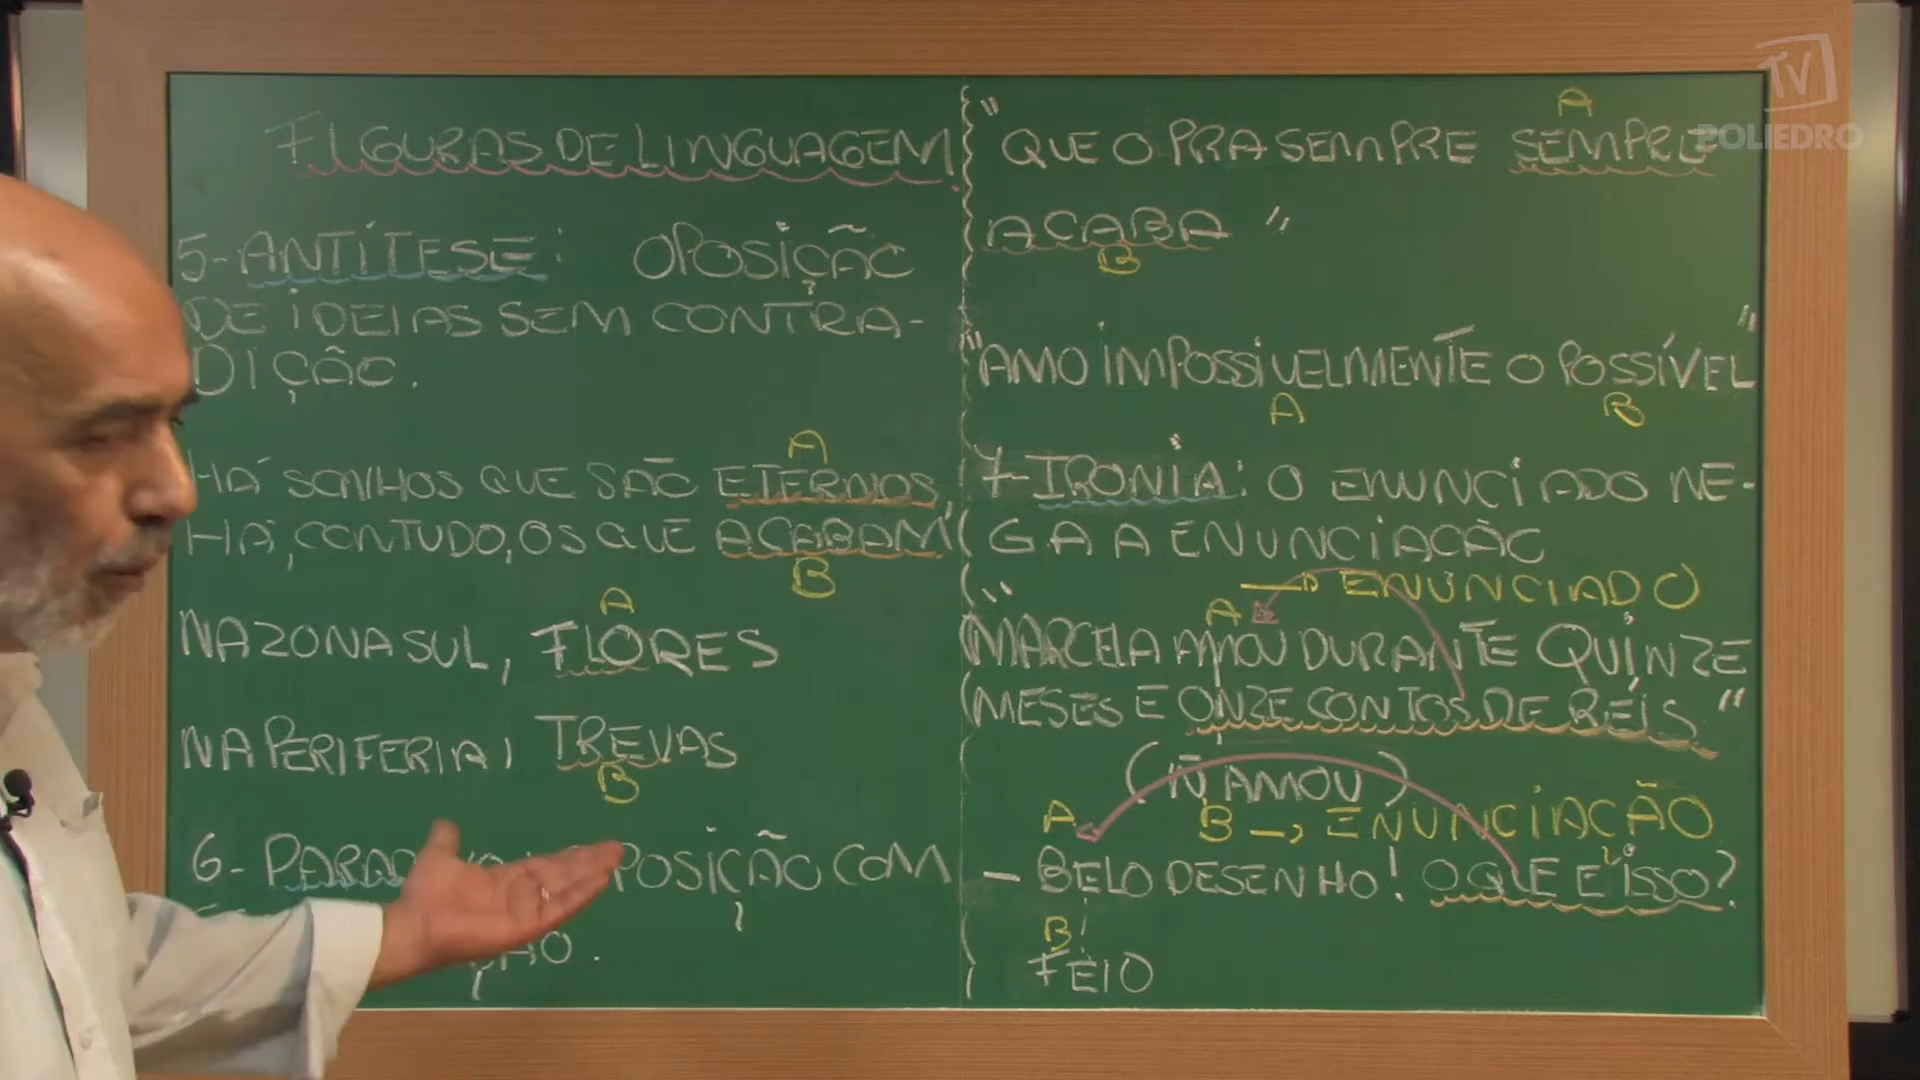 FIGURAS DE LINGUAGEM.
5- ANTÍTESE: OPOSIÇÃO
DE IDEIAS SEM CONTRA-
DIÇÃO.
A
HÁ SONHOS QUE SÃO ETERNOS,
HÁ, CONTUDO, OS QUE ACABAM
B
A
NA ZONA SUL, FLORES
NA PERIFERIA, TREVAS
B
6- OPOSIÇÃO COM
A
" QUE O PRA SEMPRE SEMPRE
ACABA "
B
"AMO IMPOSSIVELMENTE O POSSÍVEL"
A B
7- IRONIA: O ENUNCIADO NE-
GA A ENUNCIAÇÃO
A → ENUNCIADO
"MARCELA AMOU DURANTE QUINZE
MESES E ONZE CONTOS DE RÉIS."
(Ñ AMOU)
A B → ENUNCIAÇÃO
- BELO DESENHO! O QUE É ISSO?
B
FEIO
TV
POLIEDRO